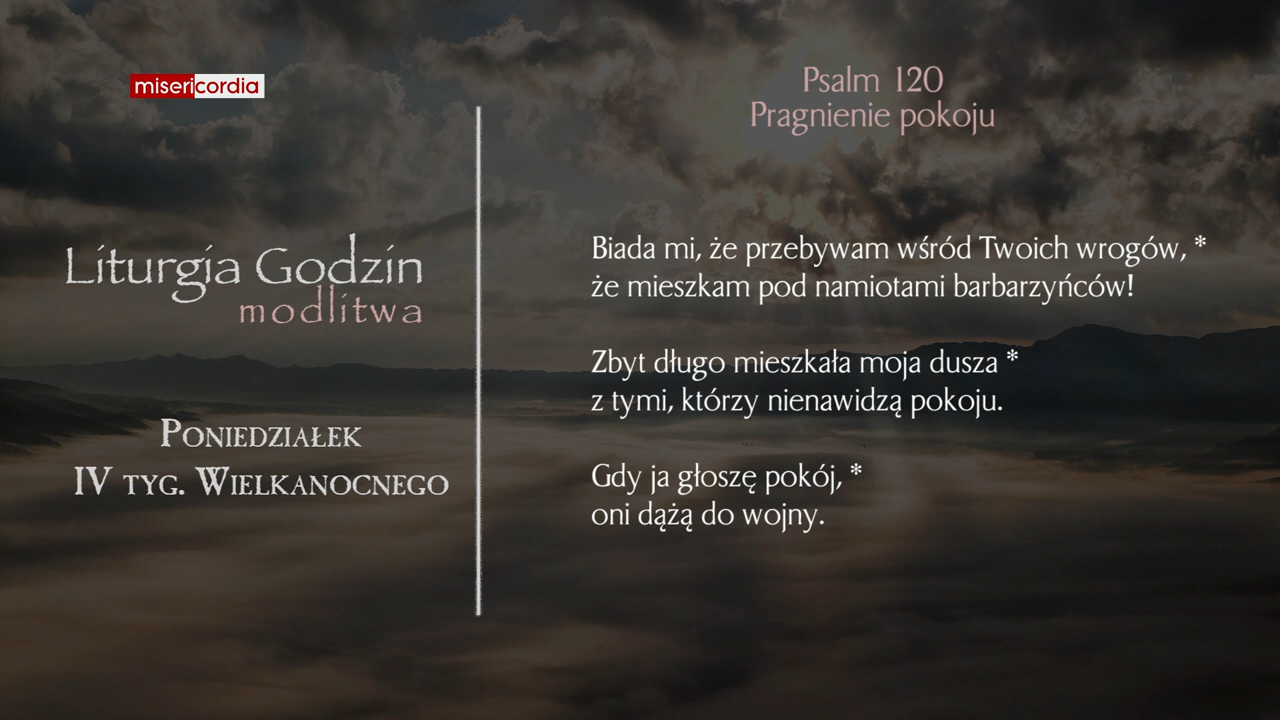 misericordia
Liturgia Godzin
modlitwa
Poniedziałek
IV tyg. Wielkanocnego
Psalm 120
Pragnienie pokoju
Biada mi, że przebywam wśród Twoich wrogów, *
że mieszkam pod namiotami barbarzyńców!
Zbyt długo mieszkała moja dusza *
z tymi, którzy nienawidzą pokoju.
Gdy ja głoszę pokój, *
oni dążą do wojny.